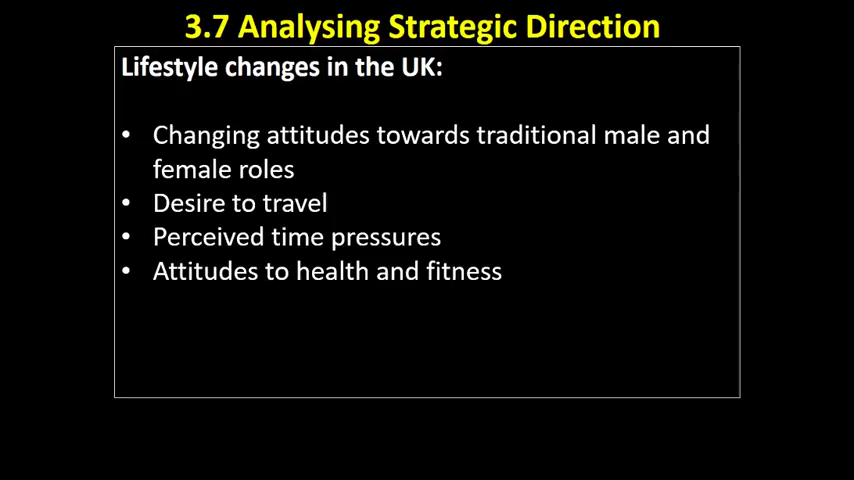 3.7 Analysing Strategic Direction
Lifestyle changes in the UK:
• Changing attitudes towards traditional male and
female roles
• Desire to travel
• Perceived time pressures
• Attitudes to health and fitness